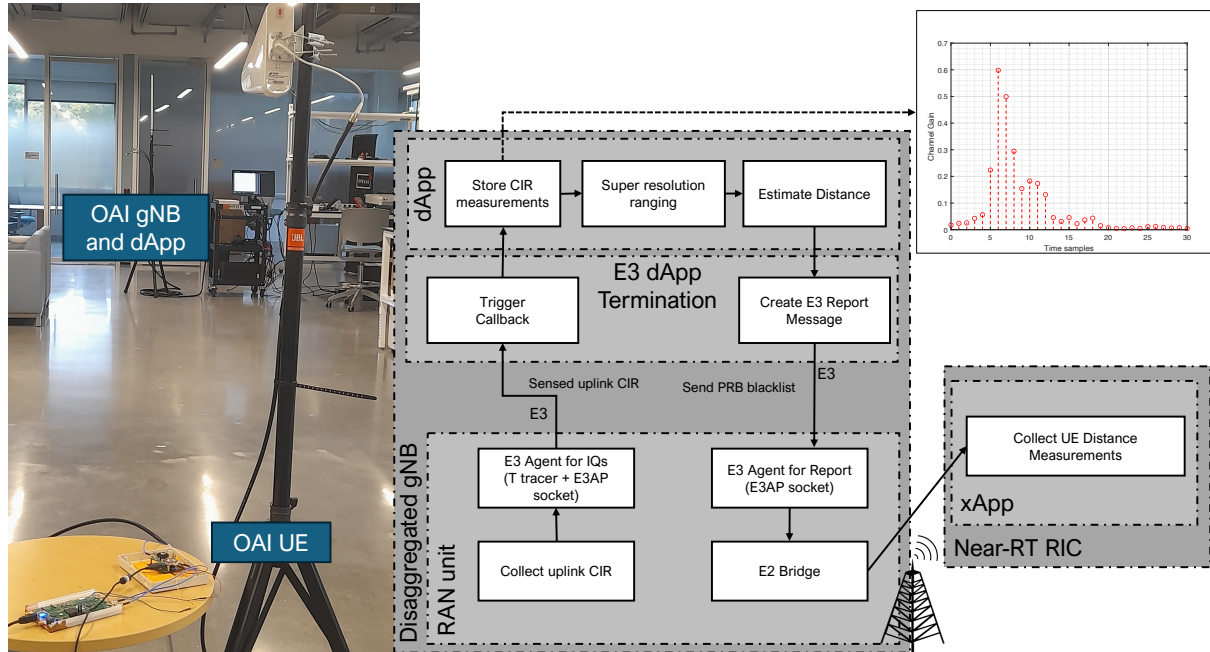 OAI gNB
and dApp
JBL
OAI UE
Disaggregated gNB
dApp
Store CIR
measurements
Super resolution
ranging
Estimate Distance
E3 dApp
Termination
Trigger
Callback
Create E3 Report
Message
Sensed uplink CIR
E3
Send PRB blacklist
E3
RAN unit
E3 Agent for IQs
(T tracer + E3AP
socket)
Collect uplink CIR
E3 Agent for Report
(E3AP socket)
E2 Bridge
Channel Gain
0.7
0.6
0.5
0.4
0.3
0.2
0.1
0
0 5 10 15 20 25 30
Time samples
Collect UE Distance
Measurements
xApp
Near-RT RIC